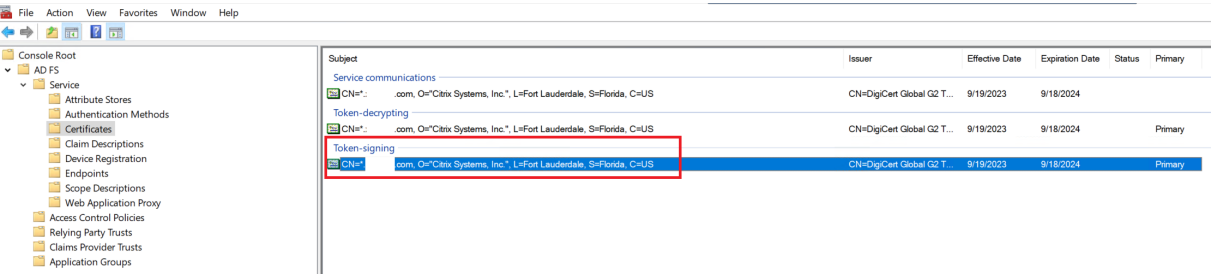 File Action View Favorites Window Help
Console Root
AD FS
Service
Attribute Stores
Authentication Methods
Certificates
Claim Descriptions
Device Registration
Endpoints
Scope Descriptions
Web Application Proxy
Access Control Policies
Relying Party Trusts
Claims Provider Trusts
Application Groups
Subject Issuer Effective Date Expiration Date Status Primary
Service communications
CN=*.: .com, O="Citrix Systems, Inc.", L=Fort Lauderdale, S=Florida, C=US CN=DigiCert Global G2 T... 9/19/2023 9/18/2024
Token-decrypting
CN=*.: .com, O="Citrix Systems, Inc.", L=Fort Lauderdale, S=Florida, C=US CN=DigiCert Global G2 T... 9/19/2023 9/18/2024 Primary
Token-signing
CN=*. .com, O="Citrix Systems, Inc.", L=Fort Lauderdale, S=Florida, C=US CN=DigiCert Global G2 T... 9/19/2023 9/18/2024 Primary